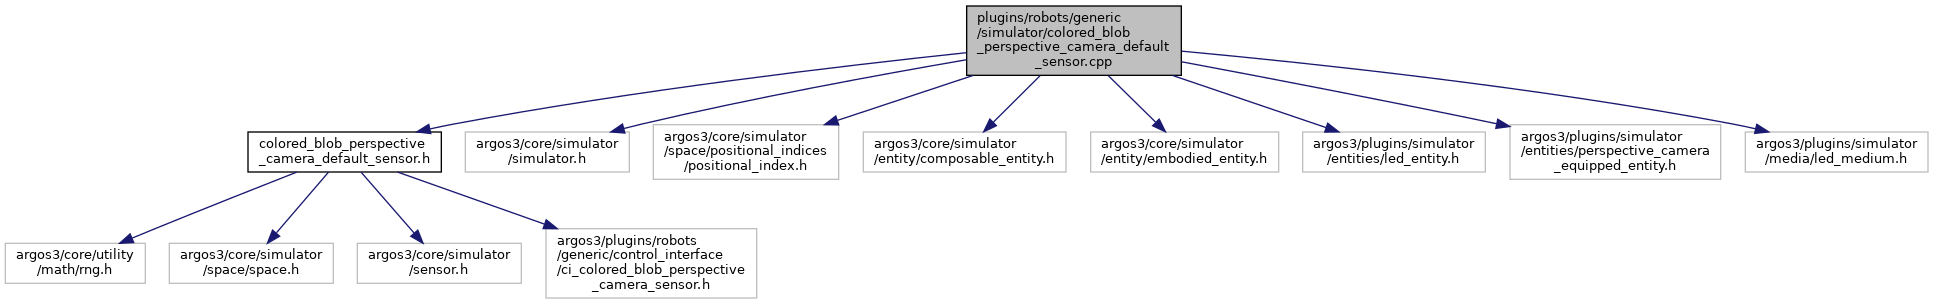 plugins/robots/generic
/simulator/colored_blob
_perspective_camera_default
_sensor.cpp
colored_blob_perspective
_camera_default_sensor.h
argos3/core/simulator
/simulator.h
argos3/core/simulator
/space/positional_indices
/positional_index.h
argos3/core/simulator
/entity/composable_entity.h
argos3/core/simulator
/entity/embodied_entity.h
argos3/plugins/simulator
/entities/led_entity.h
argos3/plugins/simulator
/entities/perspective_camera
_equipped_entity.h
argos3/plugins/simulator
/media/led_medium.h
argos3/core/utility
/math/rng.h
argos3/core/simulator
/space/space.h
argos3/core/simulator
/sensor.h
argos3/plugins/robots
/generic/control_interface
/ci_colored_blob_perspective
_camera_sensor.h